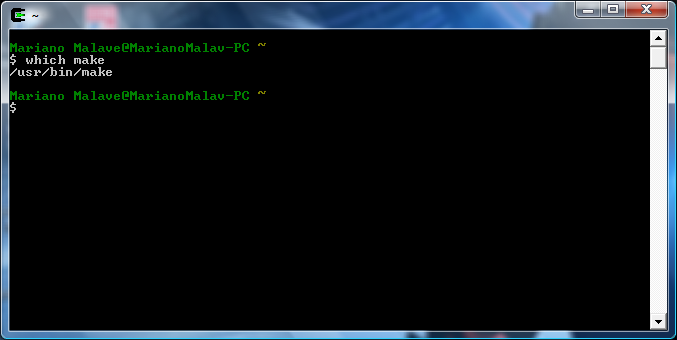 ~
Mariano Malave@MarianoMalav-PC ~
$ which make
/usr/bin/make
Mariano Malave@MarianoMalav-PC ~
$